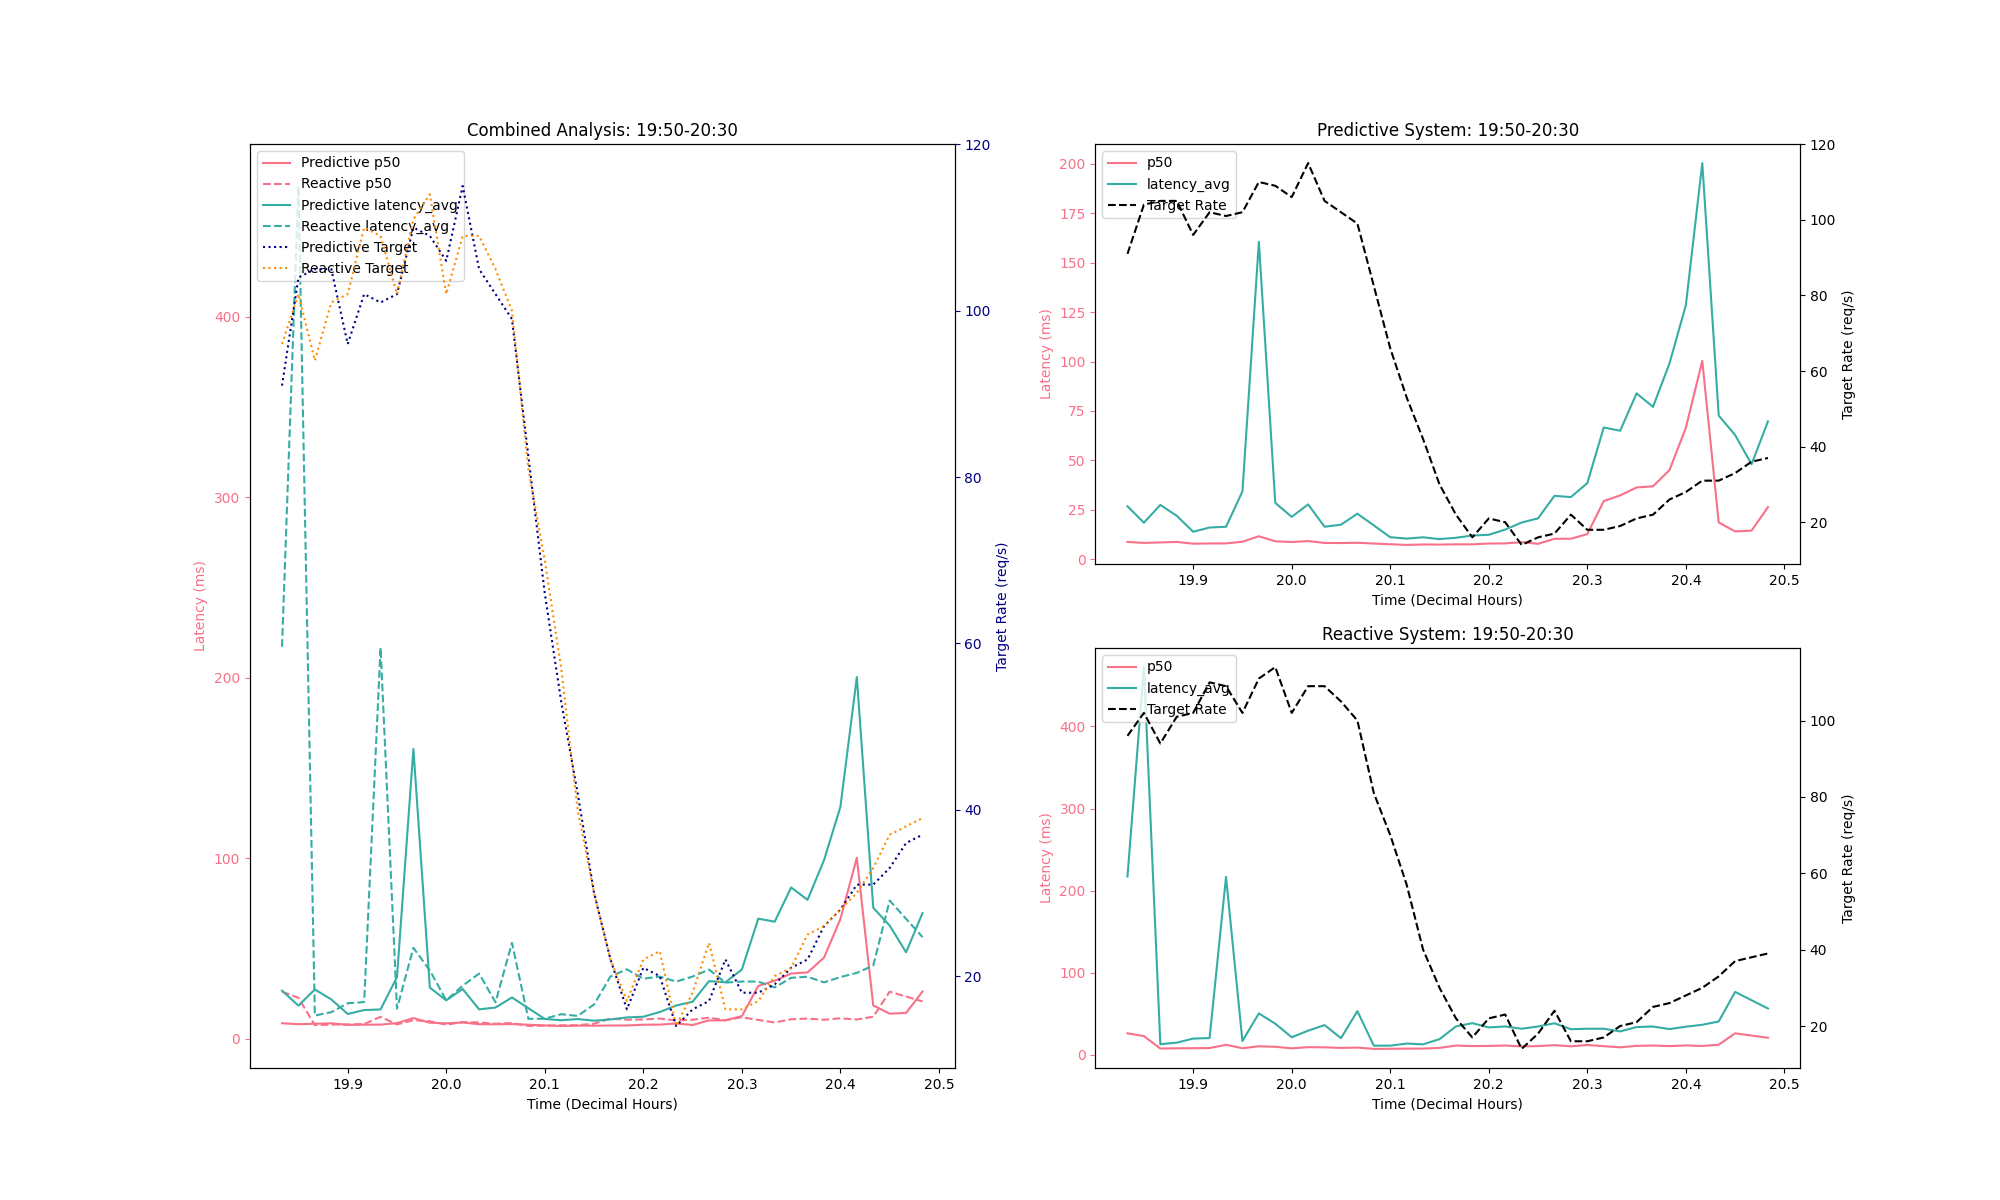 Combined Analysis: 19:50-20:30
Predictive p50
Reactive p50
Predictive latency_avg
Reactive latency_avg
Predictive Target
Reactive Target
Latency (ms)
400
300
200
100
0
120
100
80
60
40
20
Target Rate (req/s)
19.9 20.0 20.1 20.2 20.3 20.4 20.5
Time (Decimal Hours)
Predictive System: 19:50-20:30
p50
latency_avg
Target Rate
Latency (ms)
200
175
150
125
100
75
50
25
0
120
100
80
60
40
20
Target Rate (req/s)
19.9 20.0 20.1 20.2 20.3 20.4 20.5
Time (Decimal Hours)
Reactive System: 19:50-20:30
p50
latency_avg
Target Rate
Latency (ms)
400
300
200
100
0
100
80
60
40
20
Target Rate (req/s)
19.9 20.0 20.1 20.2 20.3 20.4 20.5
Time (Decimal Hours)